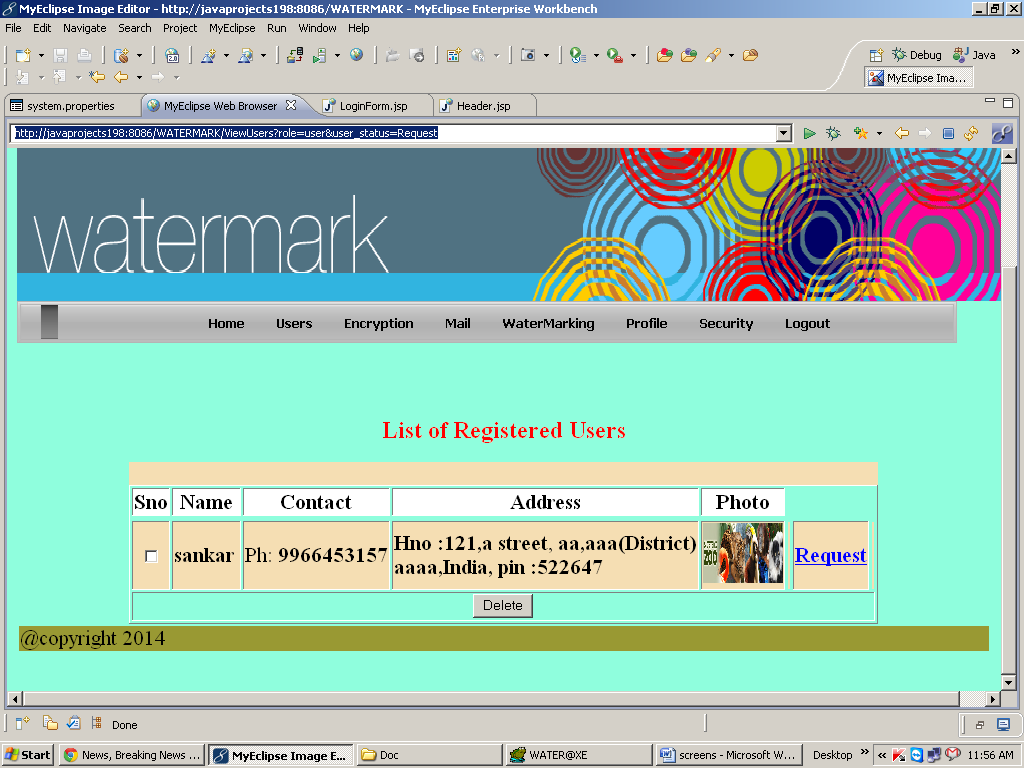 MyEclipse Image Editor - http://javaprojects198:8086/WATERMARK - MyEclipse Enterprise Workbench
File Edit Navigate Search Project MyEclipse Run Window Help
2.0
Debug Java »
MyEclipse Ima...
system.properties MyEclipse Web Browser LoginForm.jsp Header.jsp
http://javaprojects198:8086/WATERMARK/ViewUsers?role=user&user_status=Request
watermark
Home Users Encryption Mail WaterMarking Profile Security Logout
List of Registered Users
Sno Name Contact Address Photo
sankar Ph: 9966453157 Hno :121,a street, aa,aaa(District)
aaaa,India, pin :522647
Request
Delete
@copyright 2014
Done
Start News, Breaking News ... MyEclipse Image E... Doc WATER@XE screens - Microsoft W... Desktop » « 11:56 AM